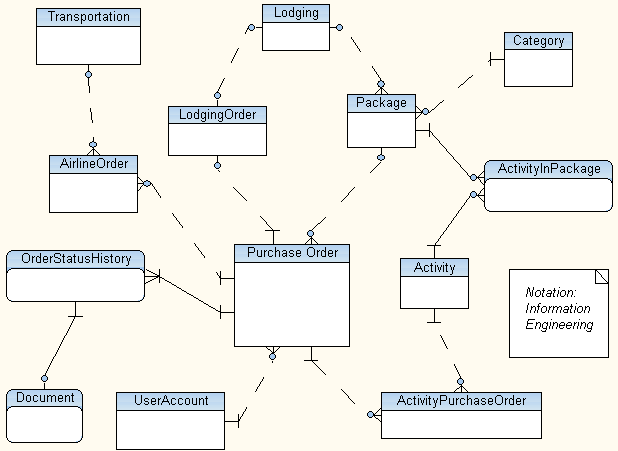 Lodging
Transportation
Category
Package
LodgingOrder
AirlineOrder
ActivityInPackage
Purchase Order
OrderStatusHistory
Activity
Notation:
Information
Engineering
Document
UserAccount
ActivityPurchaseOrder